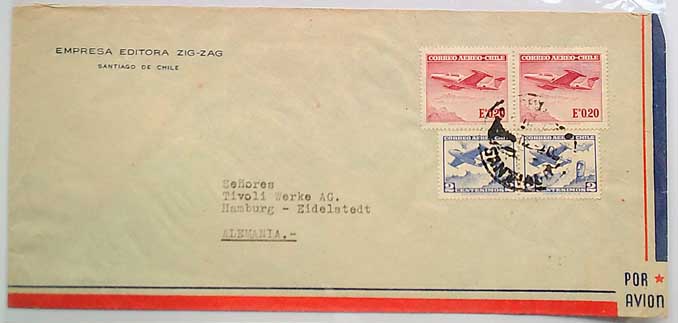 EMPRESA EDITORA ZIG-ZAG
SANTIAGO DE CHILE
CORREO AEREO-CHILE
E°0,20
CORREO AEREO-CHILE
E°0,20
CORREO AEREO
2
CENTESIMOS
CORREO AEREO-CHILE
2
CENTESIMOS
SANTIAGO
Señores
Tivoli Werke AG.
Hamburg - Eidelstedt
ALEMANIA.-
POR
AVION